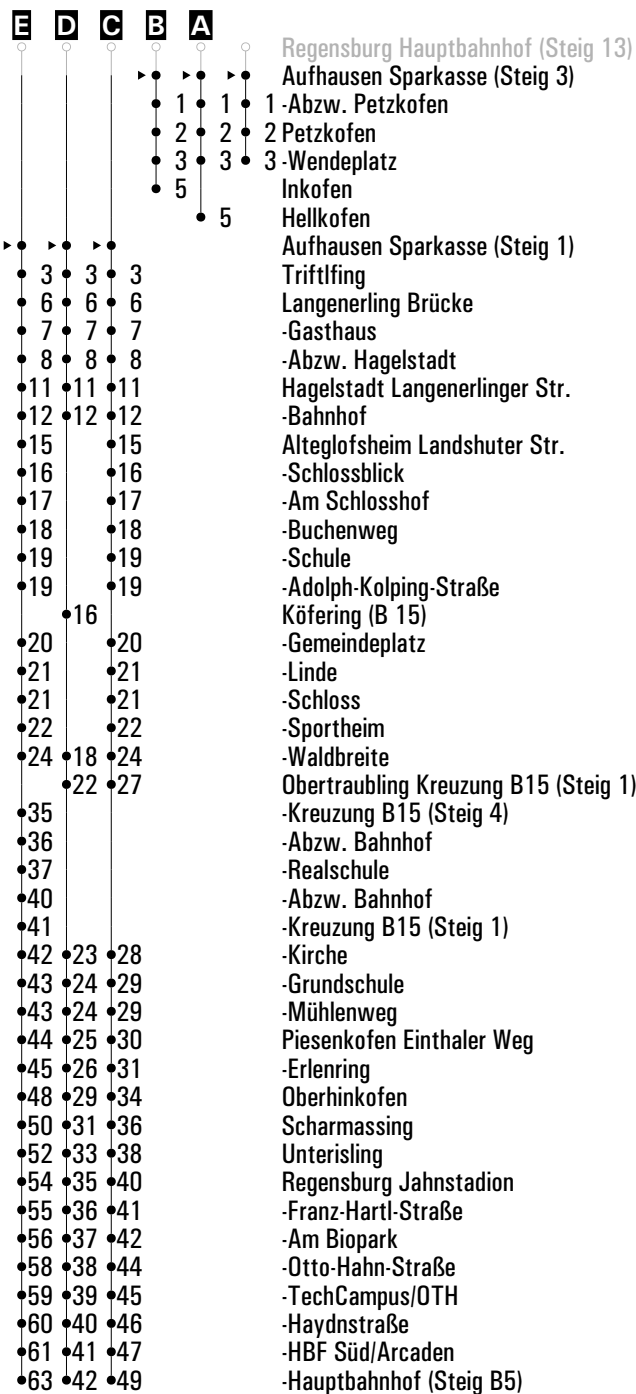 E D C B A
Regensburg Hauptbahnhof (Steig 13)
Aufhausen Sparkasse (Steig 3)
1 1 1 -Abzw. Petzkofen
2 2 2 Petzkofen
3 3 3 -Wendeplatz
5 Inkofen
5 Hellkofen
Aufhausen Sparkasse (Steig 1)
3 3 3 Triftlfing
6 6 6 Langenerling Brücke
7 7 7 -Gasthaus
8 8 8 -Abzw. Hagelstadt
11 11 11 Hagelstadt Langenerlinger Str.
12 12 12 -Bahnhof
15 15 Alteglofsheim Landshuter Str.
16 16 -Schlossblick
17 17 -Am Schlosshof
18 18 -Buchenweg
19 19 -Schule
19 19 -Adolph-Kolping-Straße
16 Köfering (B 15)
20 20 -Gemeindeplatz
21 21 -Linde
21 21 -Schloss
22 22 -Sportheim
24 18 24 -Waldbreite
22 27 Obertraubling Kreuzung B15 (Steig 1)
35 -Kreuzung B15 (Steig 4)
36 -Abzw. Bahnhof
37 -Realschule
40 -Abzw. Bahnhof
41 -Kreuzung B15 (Steig 1)
42 23 28 -Kirche
43 24 29 -Grundschule
43 24 29 -Mühlenweg
44 25 30 Piesenkofen Einthaler Weg
45 26 31 -Erlenring
48 29 34 Oberhinkofen
50 31 36 Scharmassing
52 33 38 Unterisling
54 35 40 Regensburg Jahnstadion
55 36 41 -Franz-Hartl-Straße
56 37 42 -Am Biopark
58 38 44 -Otto-Hahn-Straße
59 39 45 -TechCampus/OTH
60 40 46 -Haydnstraße
61 41 47 -HBF Süd/Arcaden
63 42 49 -Hauptbahnhof (Steig B5)